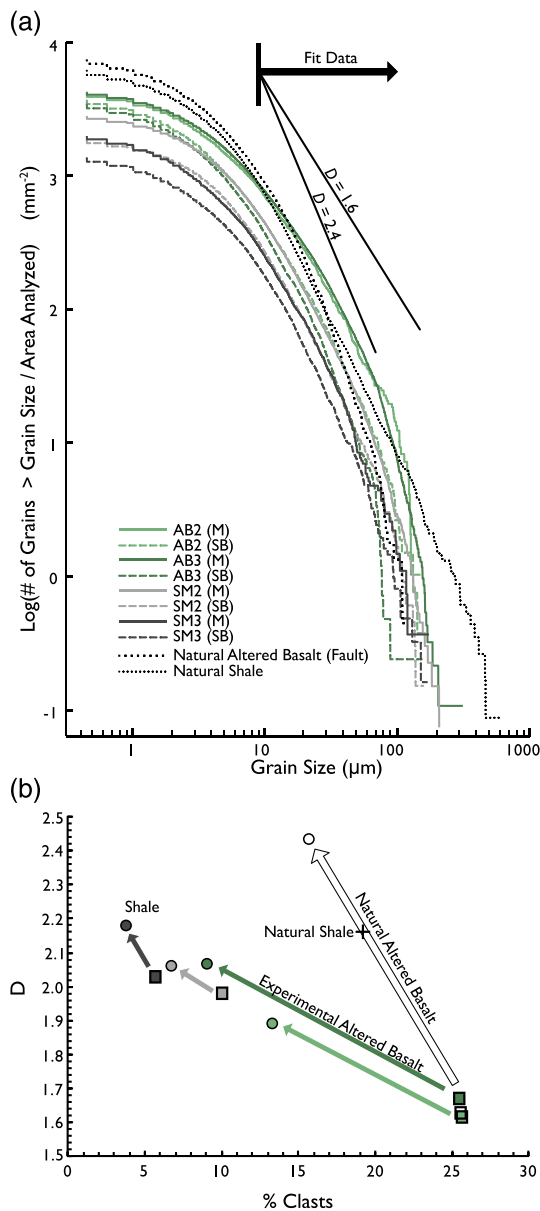 (a)
4
3
2
1
0
-1
Log(# of Grains > Grain Size / Area Analyzed) (mm-2)
Fit Data
D = 1.6
D = 2.4
AB2 (M)
AB2 (SB)
AB3 (M)
AB3 (SB)
SM2 (M)
SM2 (SB)
SM3 (M)
SM3 (SB)
Natural Altered Basalt (Fault)
Natural Shale
1 10 100 1000
Grain Size (µm)
(b)
2.5
2.4
2.3
2.2
2.1
2.0
1.9
1.8
1.7
1.6
1.5
D
Shale
Natural Shale
Natural Altered Basalt
Experimental Altered Basalt
0 5 10 15 20 25 30
% Clasts